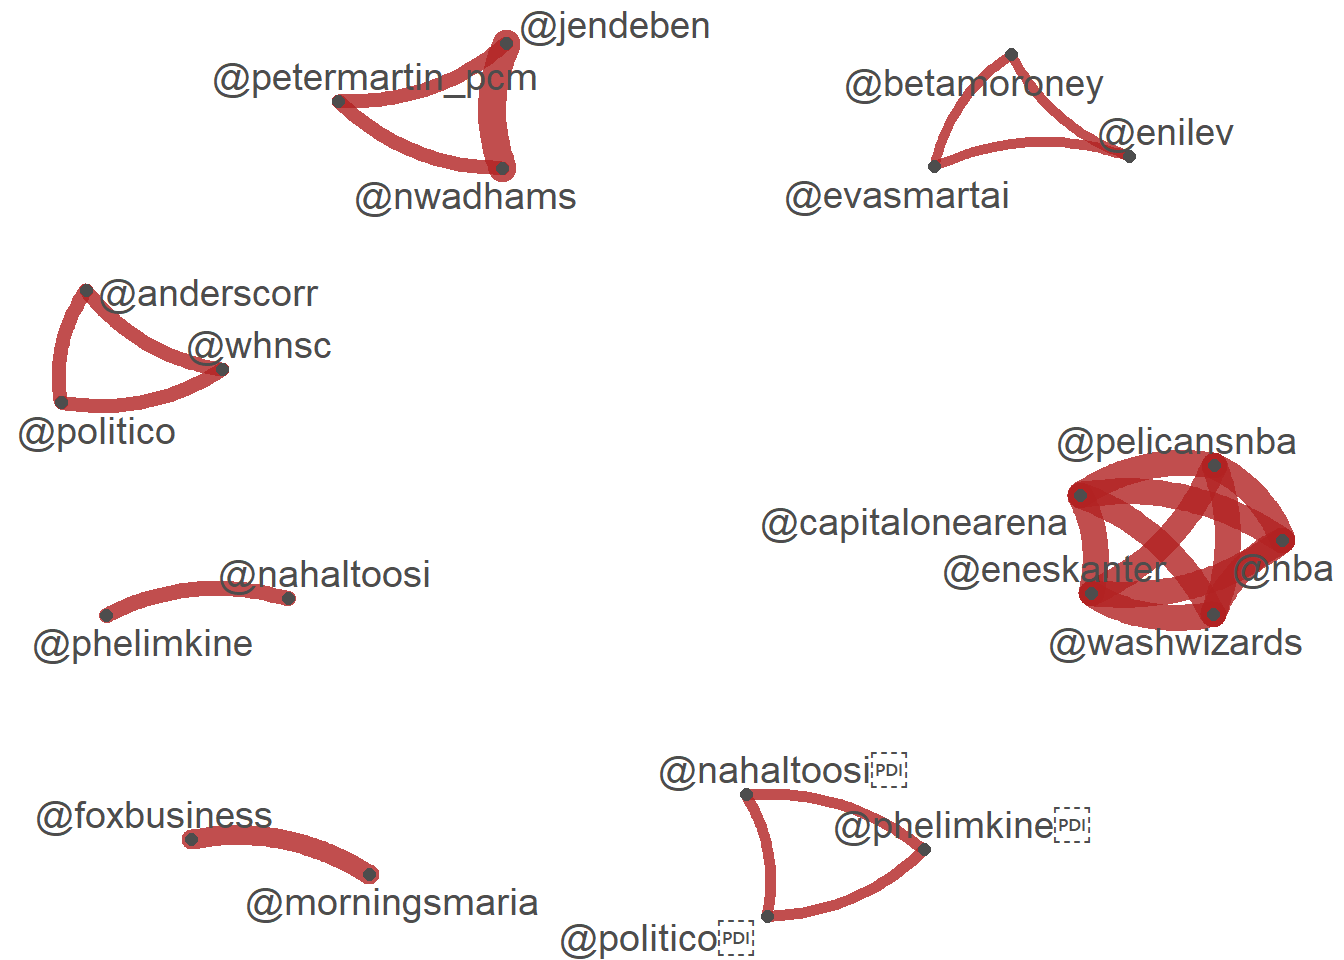 @jendeben
@petermartin_pcm
@betamoroney
@enilev
@nwadhams
@evasmartai
@anderscorr
@whnsc
@politico
@pelicansnba
@capitalonearena
@eneskanter
@nba
@nahaltoosi
@phelimkine
@washwizards
@nahaltoosiPDI
@foxbusiness
@phelimkinePDI
@morningsmaria
@politicoPDI